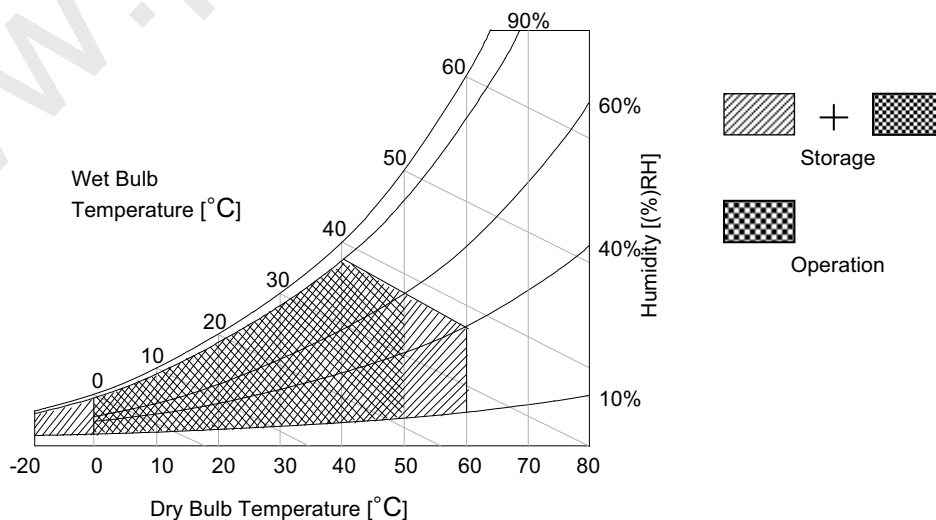 90%
60
60%
50
Wet Bulb
Temperature [°C]
Storage
40
40%
Humidity [(%)RH]
30
Operation
20
10
0
10%
-20 0 10 20 30 40 50 60 70 80
Dry Bulb Temperature [°C]